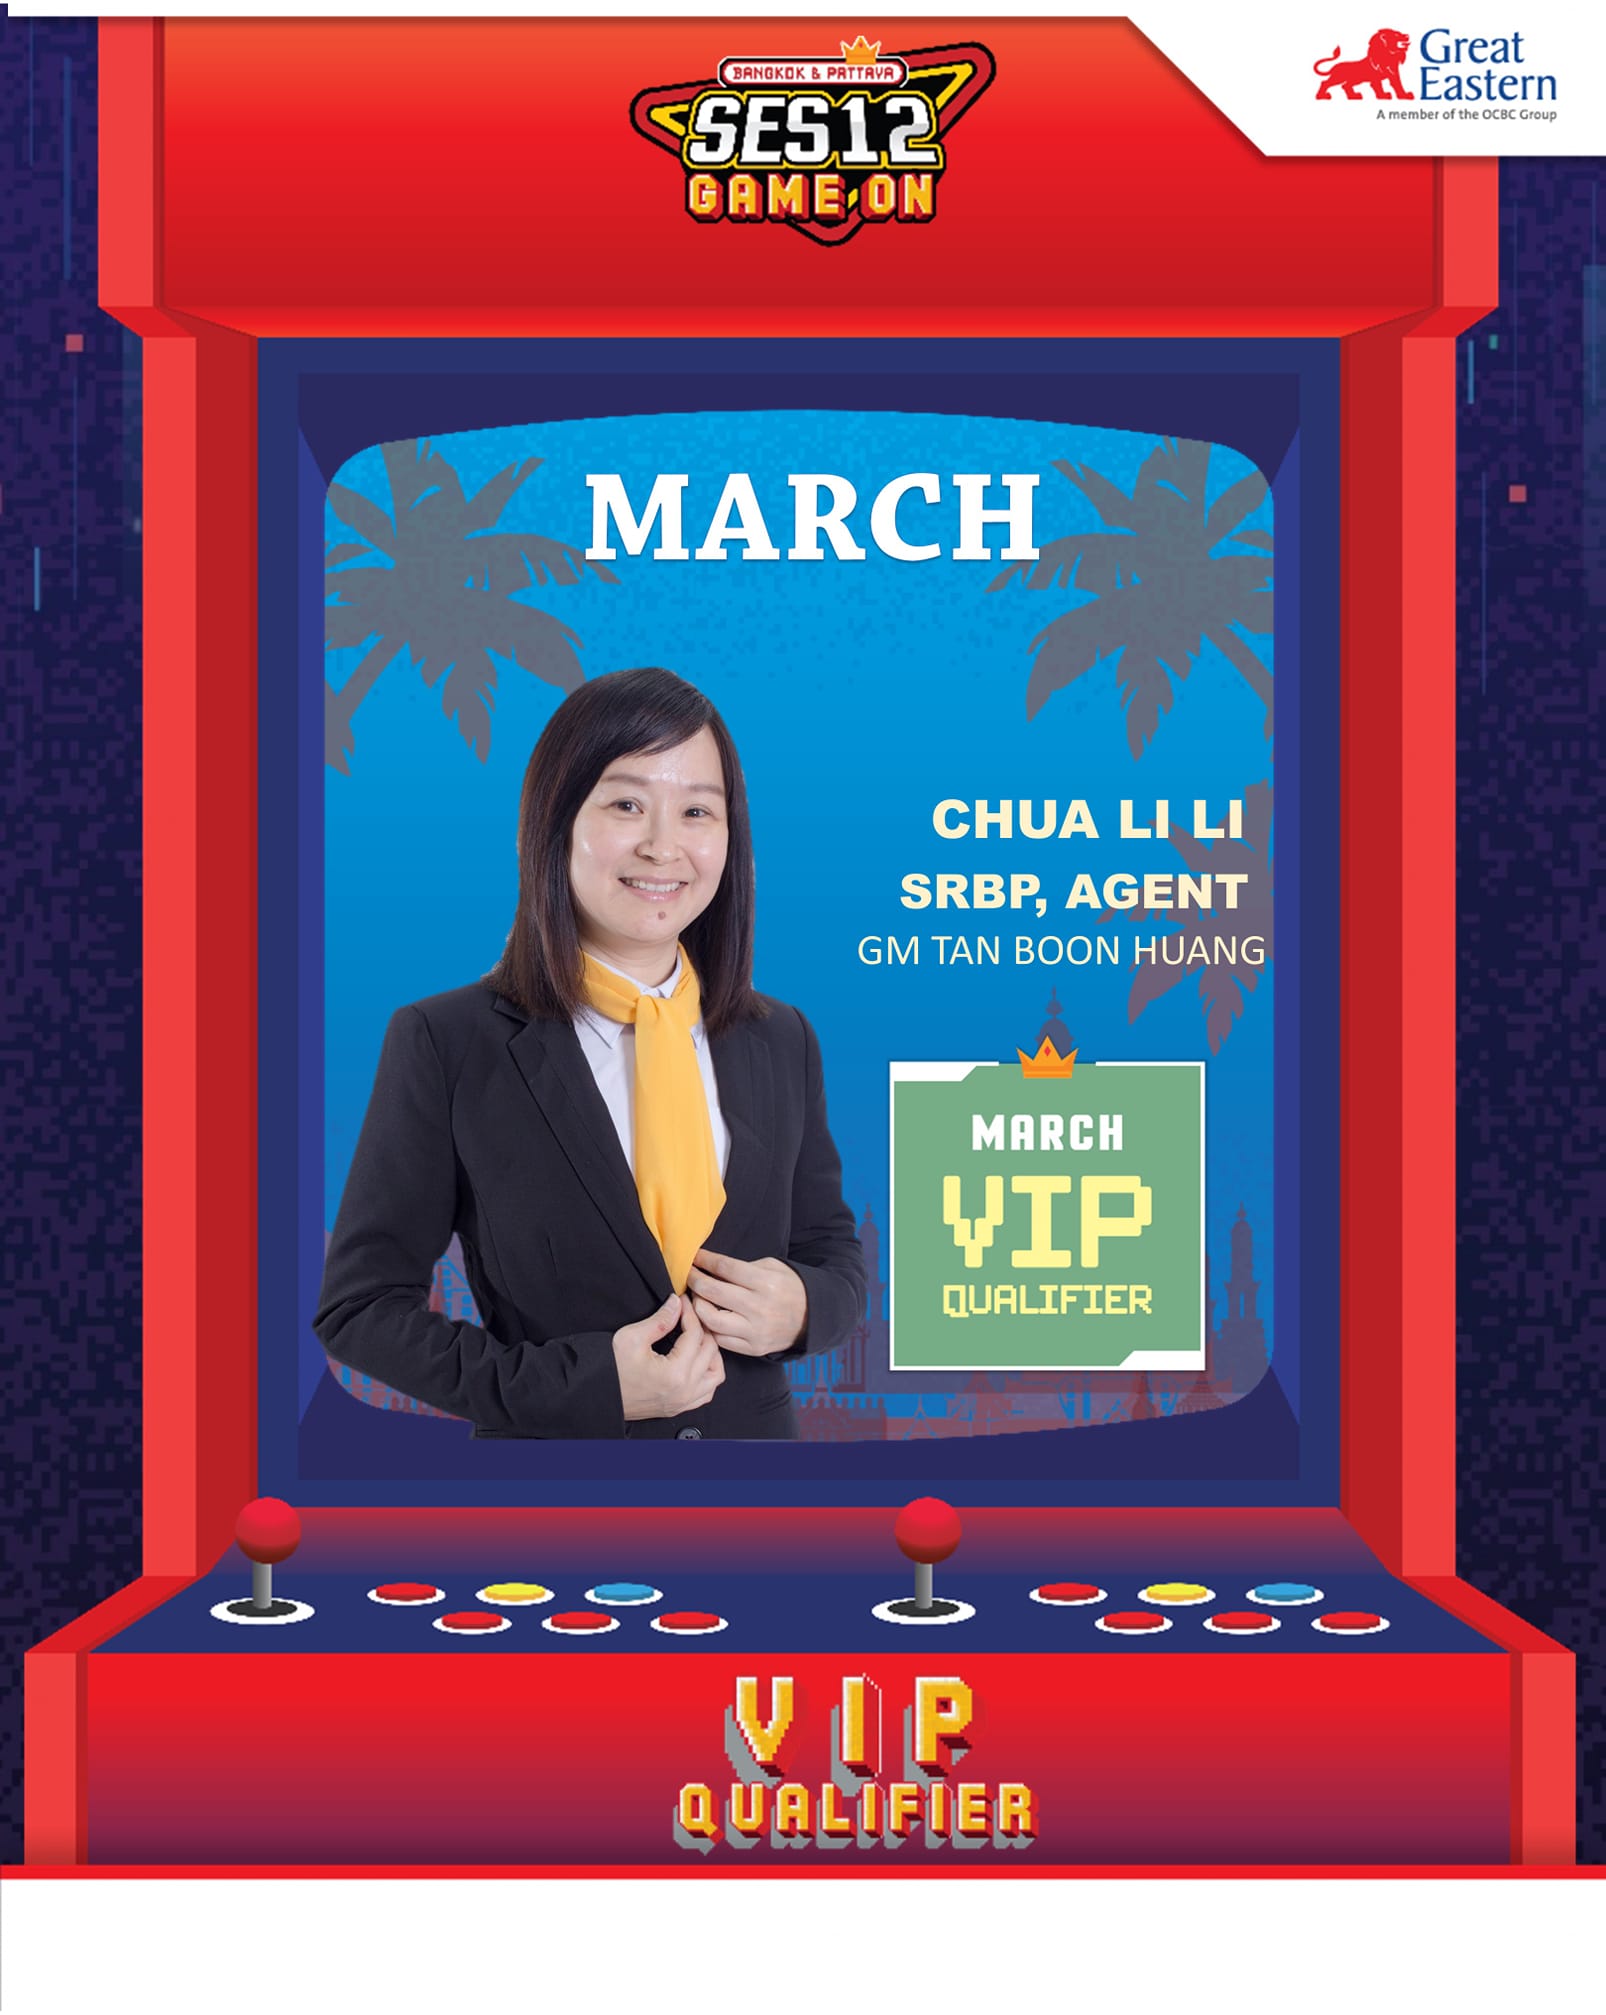 Great
Eastern
A member of the OCBC Group
BANGKOK & PATTAYA
SES12
GAME ON
MARCH
CHUA LI LI
SRBP, AGENT
GM TAN BOON HUANG
MARCH
VIP
QUALIFIER
VIP
QUALIFIER